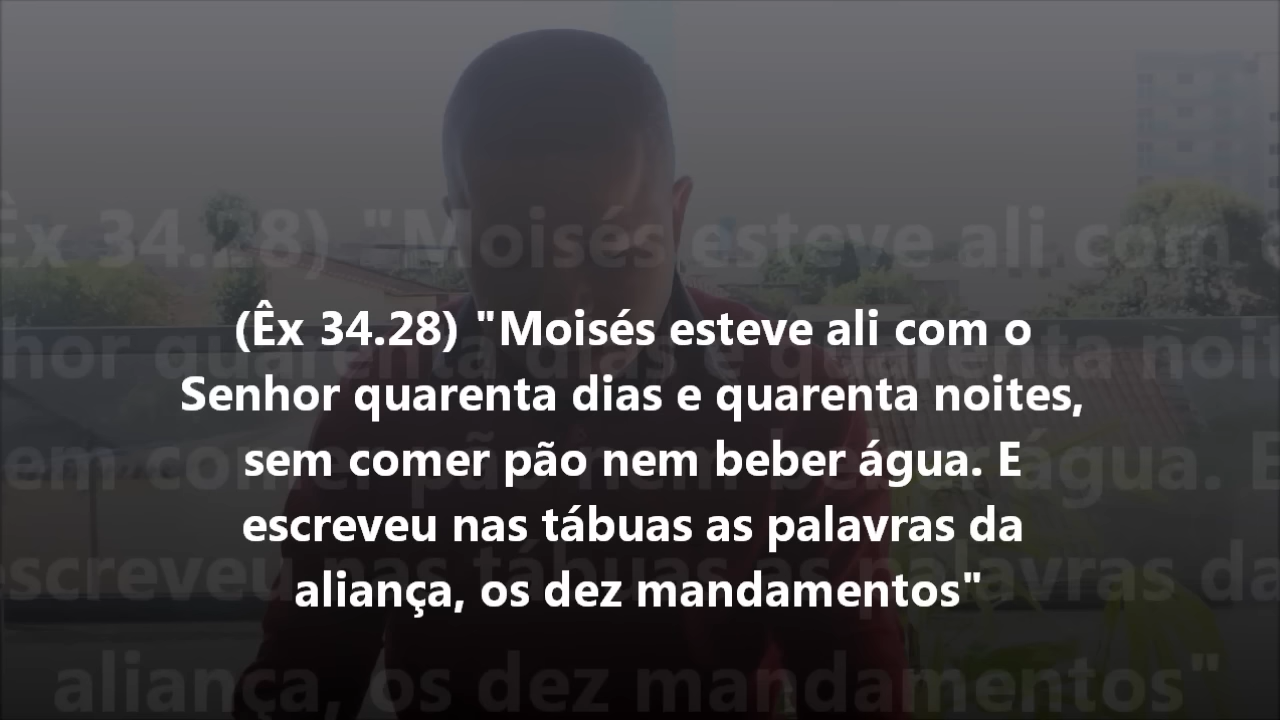 (Êx 34.28) "Moisés esteve ali com o
Senhor quarenta dias e quarenta noites,
sem comer pão nem beber água. E
escreveu nas tábuas as palavras da
aliança, os dez mandamentos"